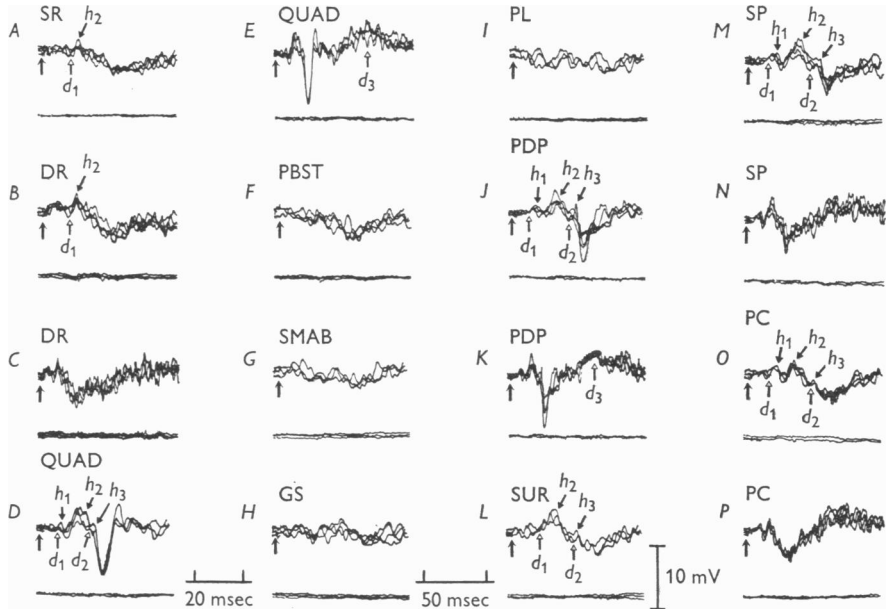 A
SR
h2
d1
B
DR
h2
d1
C
DR
D
QUAD
h1
h2
h3
d1
d2
20 msec
E
QUAD
d3
F
PBST
G
SMAB
H
GS
50 msec
I
PL
J
PDP
h1
h2
h3
d1
d2
K
PDP
d3
L
SUR
h2
h3
d1
d2
10 mV
M
SP
h1
h2
h3
d1
d2
N
SP
O
PC
h1
h2
h3
d1
d2
P
PC